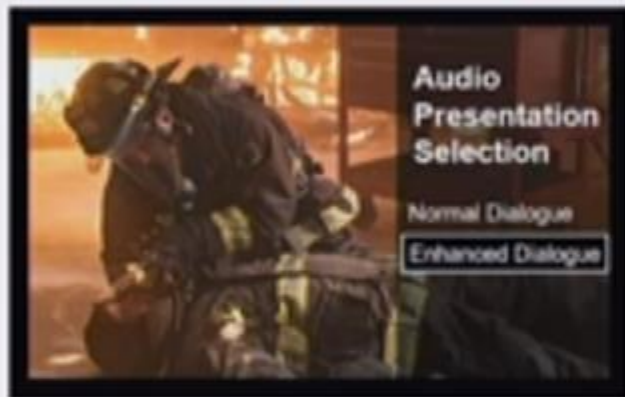 Audio
Presentation
Selection
Normal Dialogue
Enhanced Dialogue